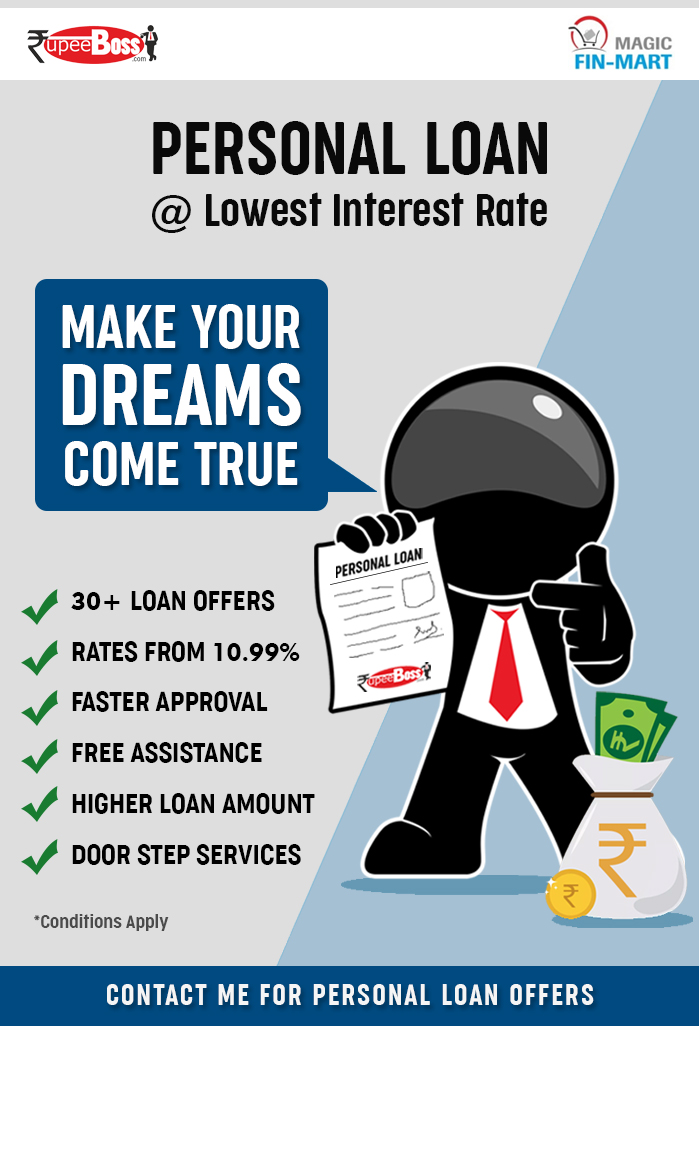 ₹upeeBoss
.com
MAGIC
FIN-MART
PERSONAL LOAN
@ Lowest Interest Rate
MAKE YOUR
DREAMS
COME TRUE
PERSONAL LOAN
₹upeeBoss
30+ LOAN OFFERS
RATES FROM 10.99%
FASTER APPROVAL
FREE ASSISTANCE
HIGHER LOAN AMOUNT
DOOR STEP SERVICES
₹
₹
*Conditions Apply
CONTACT ME FOR PERSONAL LOAN OFFERS